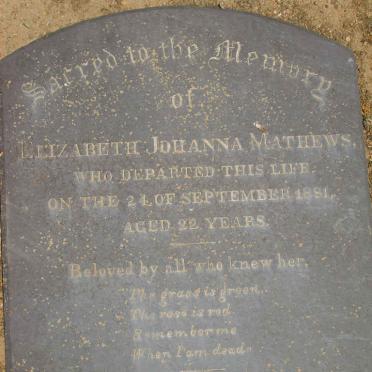 Sacred to the Memory
of
ELIZABETH JOHANNA MATHEWS,
WHO DEPARTED THIS LIFE
ON THE 24 OF SEPTEMBER 1881,
AGED 22 YEARS.
Beloved by all who knew her.
"The grass is green,
The rose is red
Remember me
When I am dead"